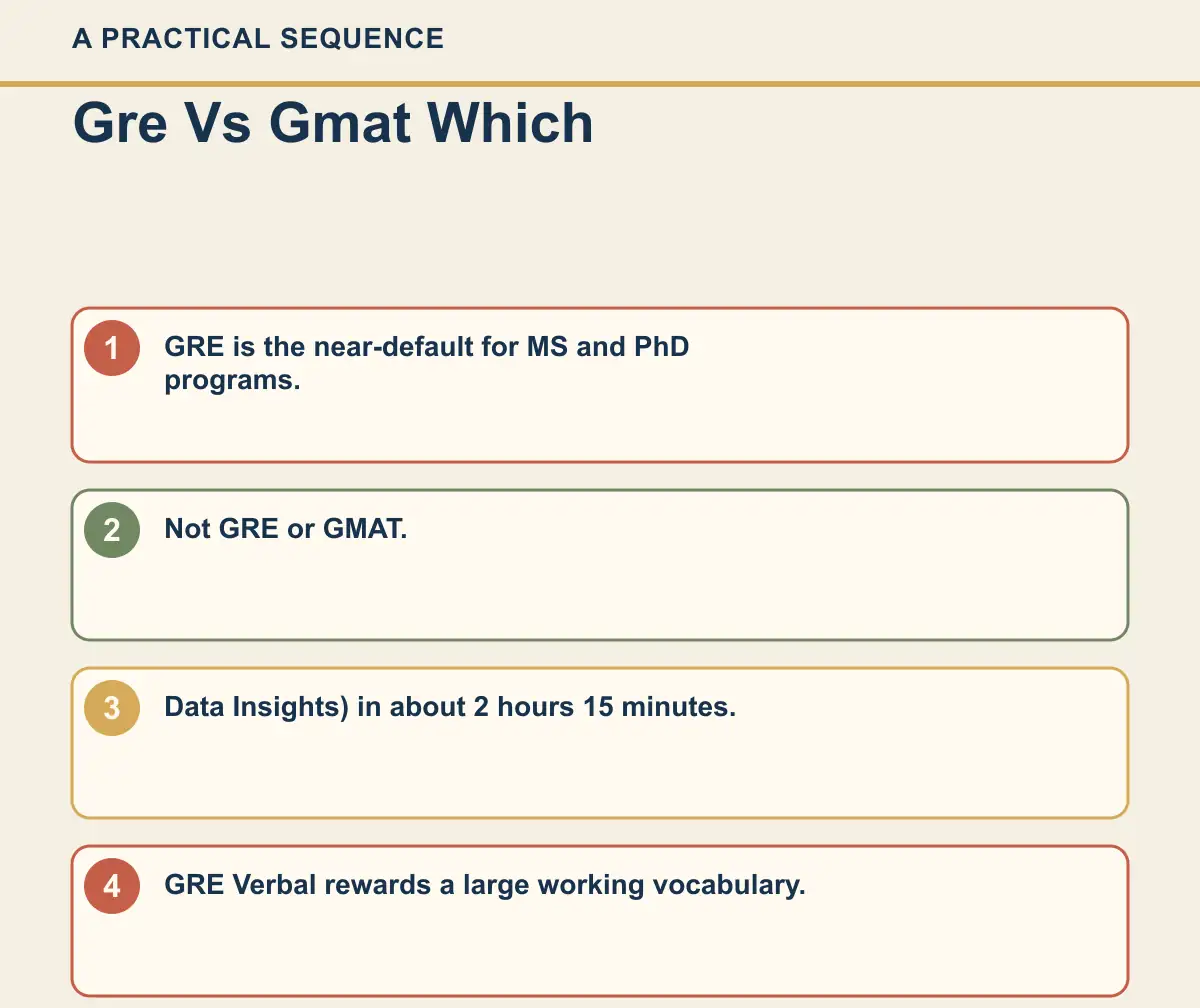 A PRACTICAL SEQUENCE
Gre Vs Gmat Which
1
GRE is the near-default for MS and PhD
programs.
2
Not GRE or GMAT.
3
Data Insights) in about 2 hours 15 minutes.
4
GRE Verbal rewards a large working vocabulary.